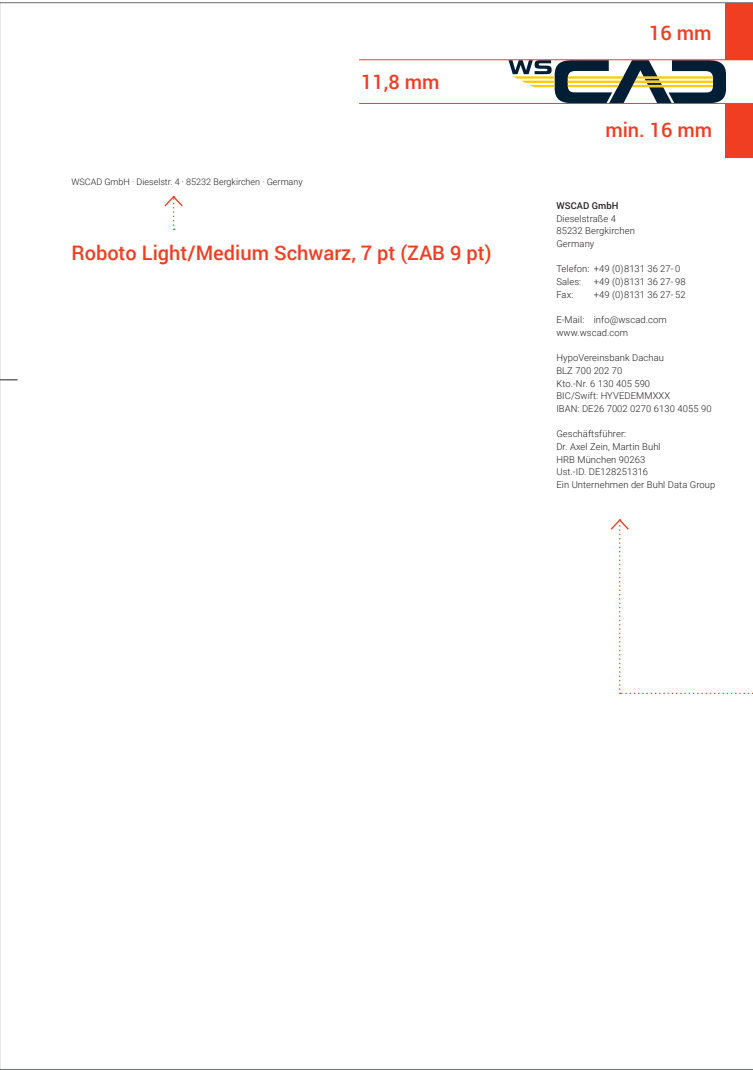 16 mm
WS CAD
11,8 mm
min. 16 mm
WSCAD GmbH · Dieselstr. 4 · 85232 Bergkirchen · Germany
Roboto Light/Medium Schwarz, 7 pt (ZAB 9 pt)
WSCAD GmbH
Dieselstraße 4
85232 Bergkirchen
Germany
Telefon: +49 (0)8131 36 27-0
Sales: +49 (0)8131 36 27-98
Fax: +49 (0)8131 36 27-52
E-Mail: info@wscad.com
www.wscad.com
HypoVereinsbank Dachau
BLZ 700 202 70
Kto.-Nr. 6 130 405 590
BIC/Swift: HYVEDEMMXXX
IBAN: DE26 7002 0270 6130 4055 90
Geschäftsführer:
Dr. Axel Zein, Martin Buhl
HRB München 90263
Ust.-ID. DE128251316
Ein Unternehmen der Buhl Data Group